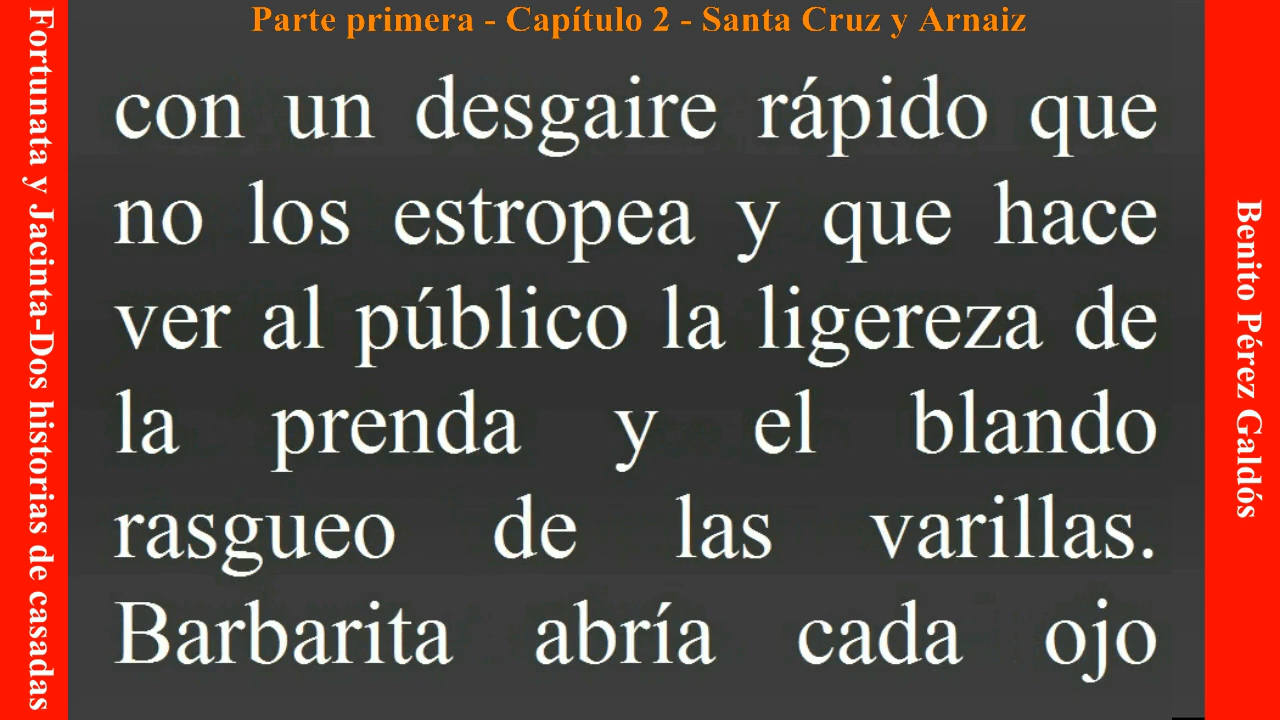 Parte primera - Capítulo 2 - Santa Cruz y Arnaiz
Fortunata y Jacinta-Dos historias de casadas
con un desgaire rápido que
no los estropea y que hace
ver al público la ligereza de
la prenda y el blando
rasgueo de las varillas.
Barbarita abría cada ojo
Benito Pérez Galdós